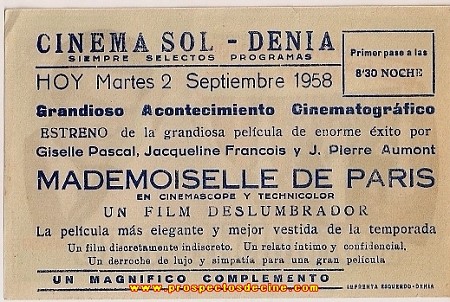 CINEMA SOL - DENIA
SIEMPRE SELECTOS PROGRAMAS
Primer pase a las
8'30 NOCHE
HOY Martes 2 Septiembre 1958
Grandioso Acontecimiento Cinematográfico
ESTRENO de la grandiosa película de enorme éxito por
Giselle Pascal, Jacqueline Francois y J. Pierre Aumont
MADEMOISELLE DE PARIS
EN CINEMASCOPE Y TECHNICOLOR
UN FILM DESLUMBRADOR
La película más elegante y mejor vestida de la temporada
Un film discretamente indiscreto. Un relato íntimo y confidencial.
Un derroche de lujo y simpatía para una gran película
UN MAGNIFICO COMPLEMENTO
IMPRENTA SIQUENDO-DENIA
www.prospectosdecine.com